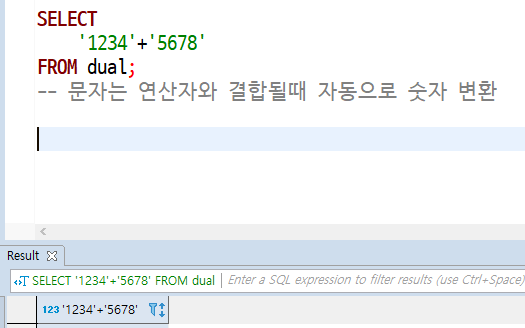 SELECT
'1234'+'5678'
FROM dual;
-- 문자는 연산자와 결합될때 자동으로 숫자 변환
Result
SELECT '1234'+'5678' FROM dual
Enter a SQL expression to filter results (use Ctrl+Space)
123 '1234'+'5678'